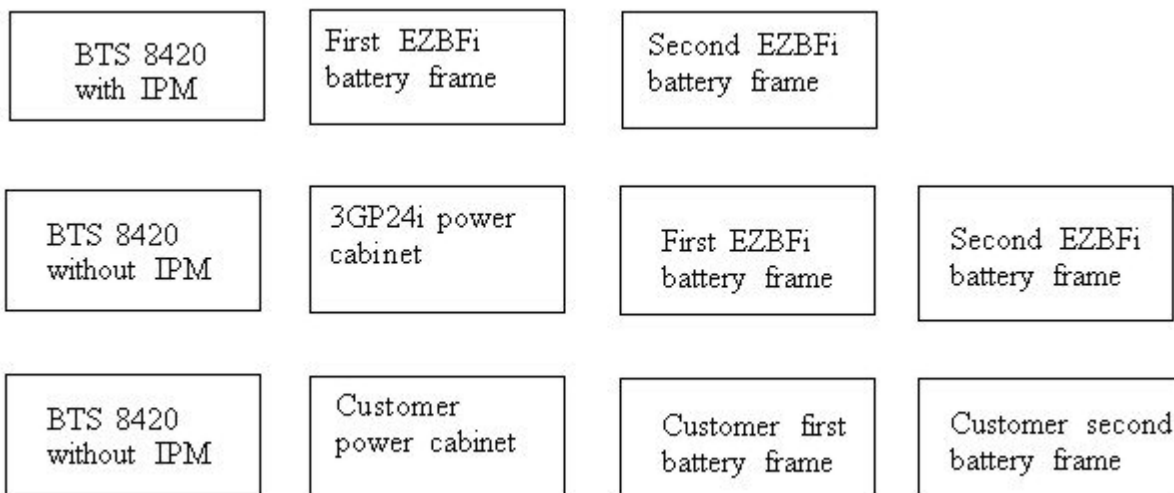 BTS 8420
with IPM
First EZBFi
battery frame
Second EZBFi
battery frame
BTS 8420
without IPM
3GP24i power
cabinet
First EZBFi
battery frame
Second EZBFi
battery frame
BTS 8420
without IPM
Customer
power cabinet
Customer first
battery frame
Customer second
battery frame